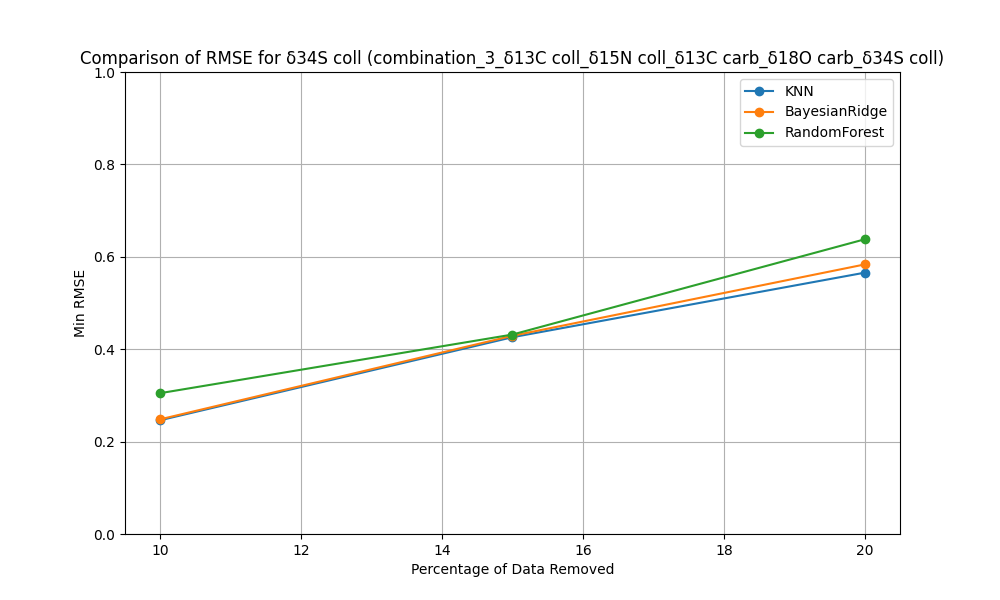 Comparison of RMSE for δ34S coll (combination_3_δ13C coll_δ15N coll_δ13C carb_δ18O carb_δ34S coll)
KNN
BayesianRidge
RandomForest
1.0
0.8
0.6
0.4
0.2
0.0
Min RMSE
10 12 14 16 18 20
Percentage of Data Removed